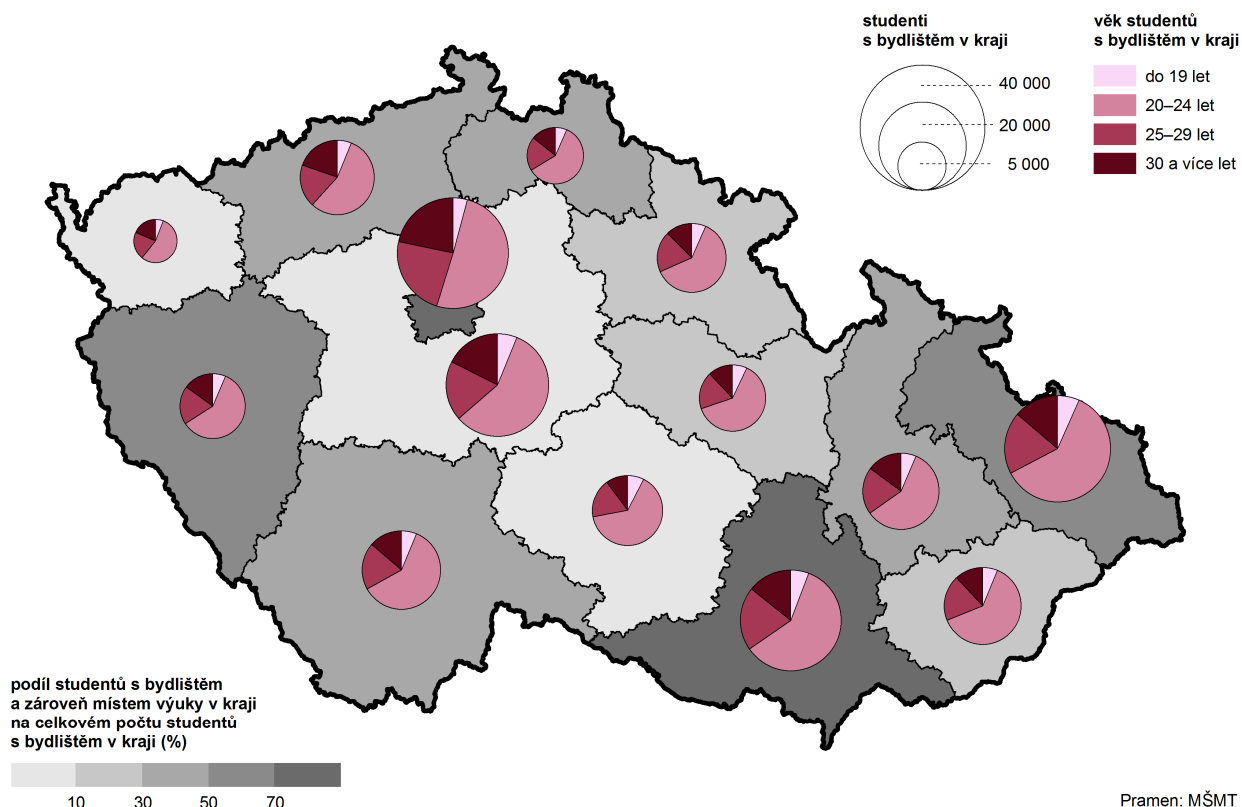 studenti
s bydlištěm v kraji
40 000
20 000
5 000
věk studentů
s bydlištěm v kraji
do 19 let
20–24 let
25–29 let
30 a více let
podíl studentů s bydlištěm
a zároveň místem výuky v kraji
na celkovém počtu studentů
s bydlištěm v kraji (%)
10 30 50 70
Pramen: MŠMT